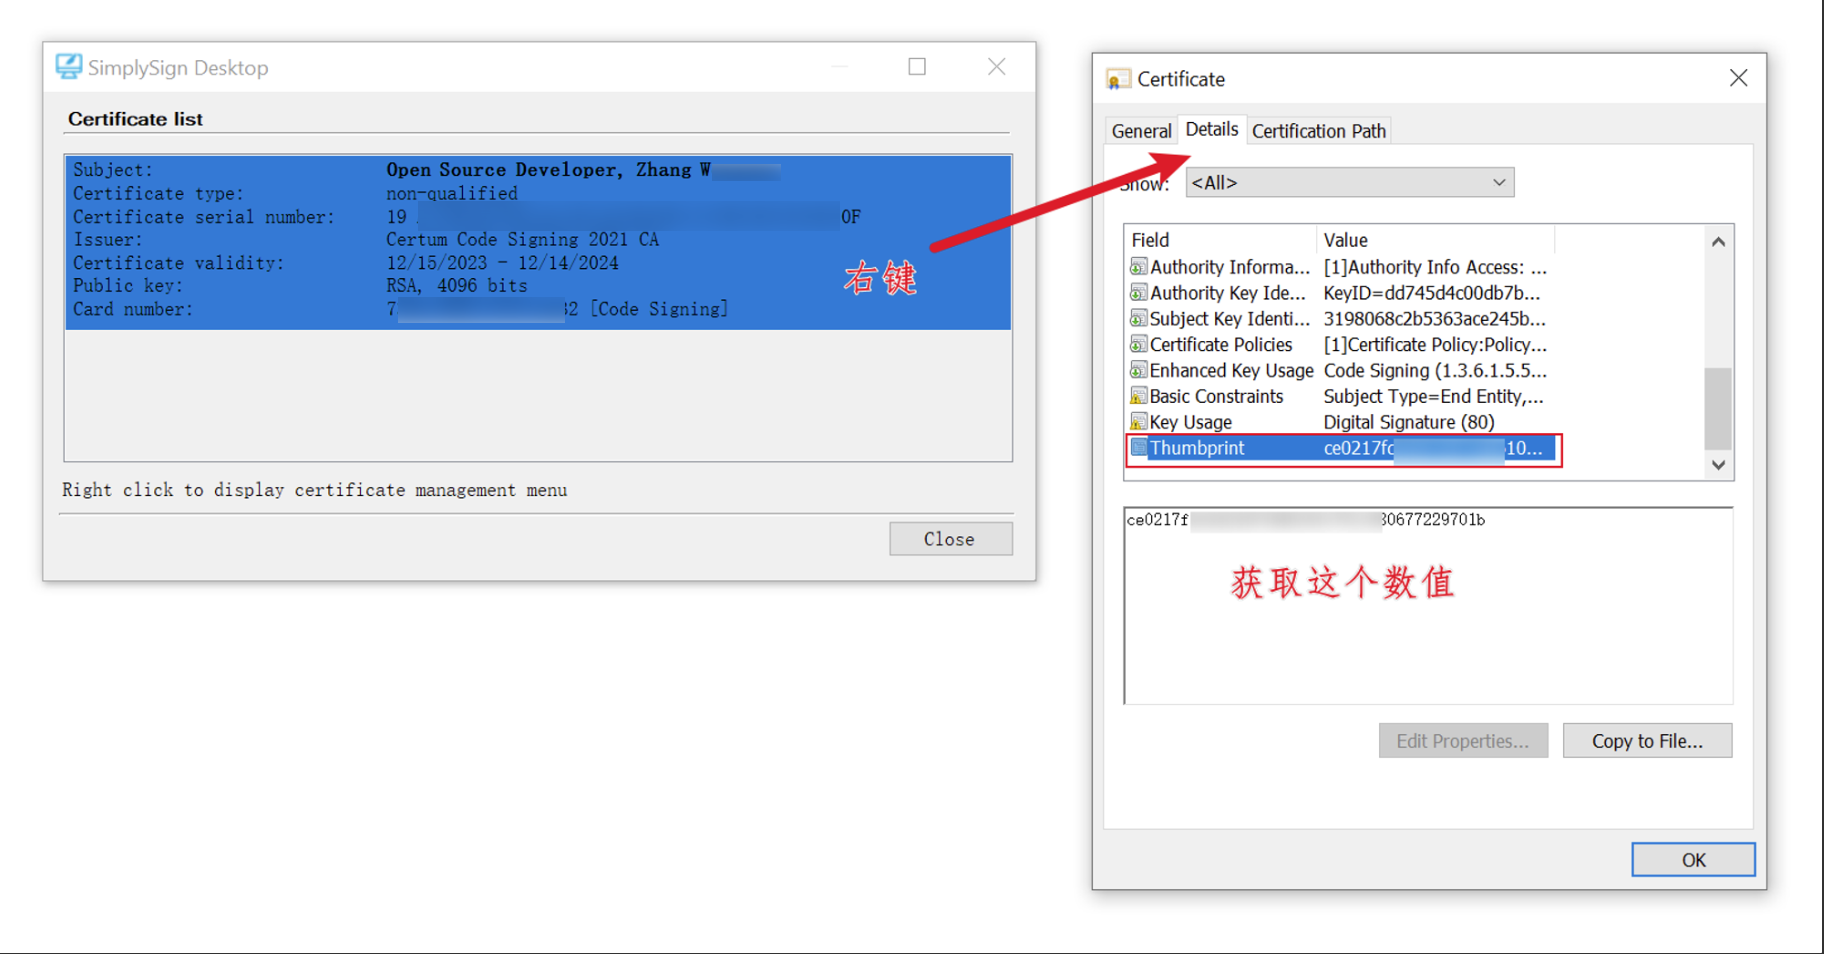 SimplySign Desktop
Certificate list
Subject: Open Source Developer, Zhang W
Certificate type: non-qualified
Certificate serial number: 19 0F
Issuer: Certum Code Signing 2021 CA
Certificate validity: 12/15/2023 - 12/14/2024
Public key: RSA, 4096 bits
Card number: 7 32 [Code Signing]
右键
Right click to display certificate management menu
Close
Certificate
General Details Certification Path
Show: <All>
Field Value
Authority Informa... [1]Authority Info Access: ...
Authority Key Ide... KeyID=dd745d4c00db7b...
Subject Key Identi... 3198068c2b5363ace245b...
Certificate Policies [1]Certificate Policy:Policy...
Enhanced Key Usage Code Signing (1.3.6.1.5.5...
Basic Constraints Subject Type=End Entity,...
Key Usage Digital Signature (80)
Thumbprint ce0217fc 10...
ce0217f 30677229701b
获取这个数值
Edit Properties...
Copy to File...
OK